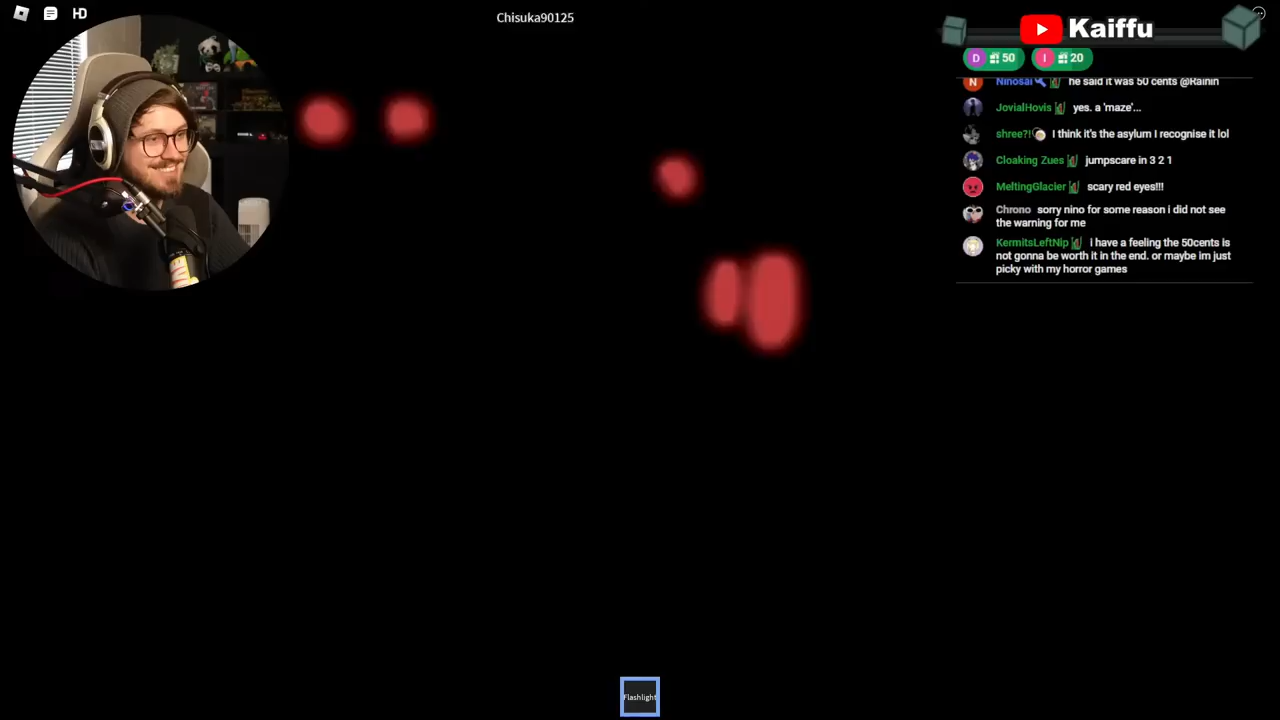 HD
Chisuka90125
Kaiffu
D 50
I 20
N Ninosai he said it was 50 cents @Rainin
JovialHovis yes. a 'maze'...
shree?! I think it's the asylum I recognise it lol
Cloaking Zues jumpscare in 3 2 1
MeltingGlacier scary red eyes!!!
Chrono sorry nino for some reason i did not see
the warning for me
KermitsLeftNip i have a feeling the 50cents is
not gonna be worth it in the end. or maybe im just
picky with my horror games
Flashlight